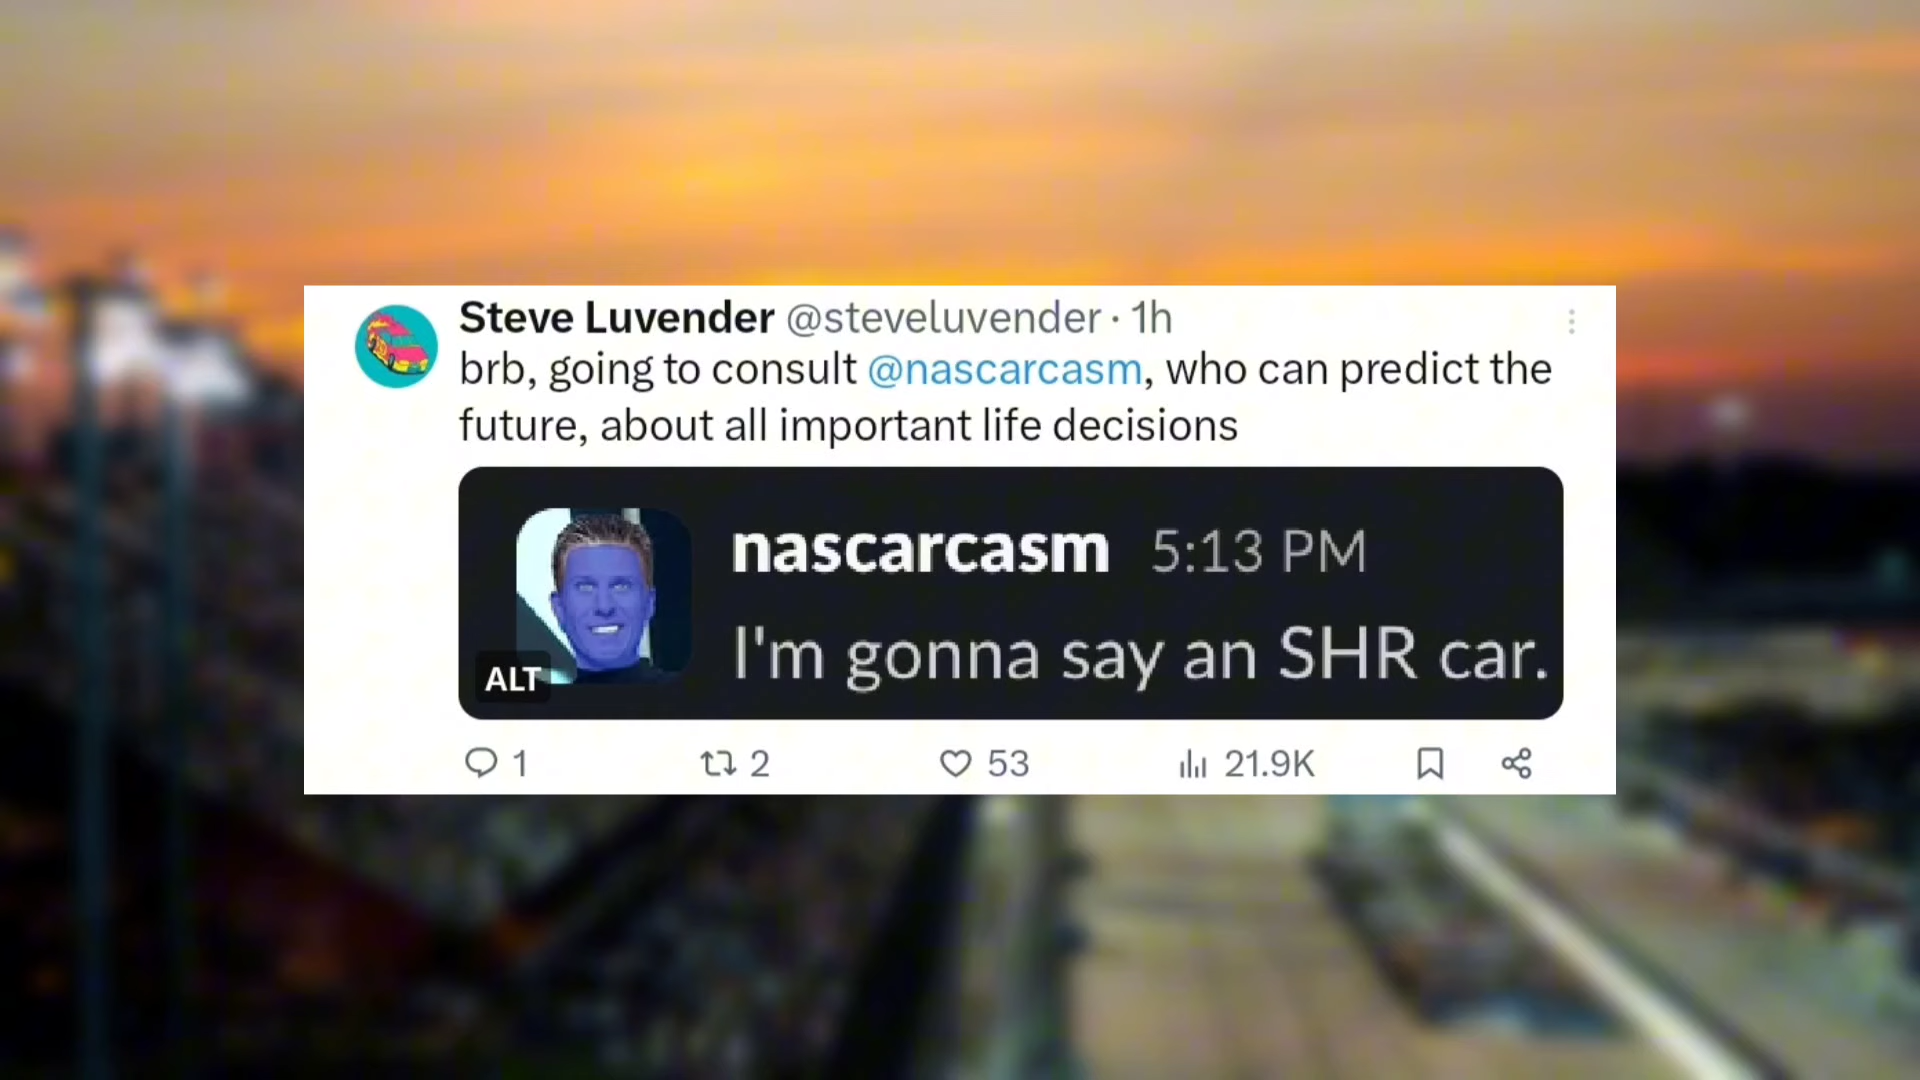 Steve Luvender @steveluvender · 1h
brb, going to consult @nascarcasm, who can predict the
future, about all important life decisions
nascarcasm 5:13 PM
I'm gonna say an SHR car.
ALT
1 2 53 21.9K